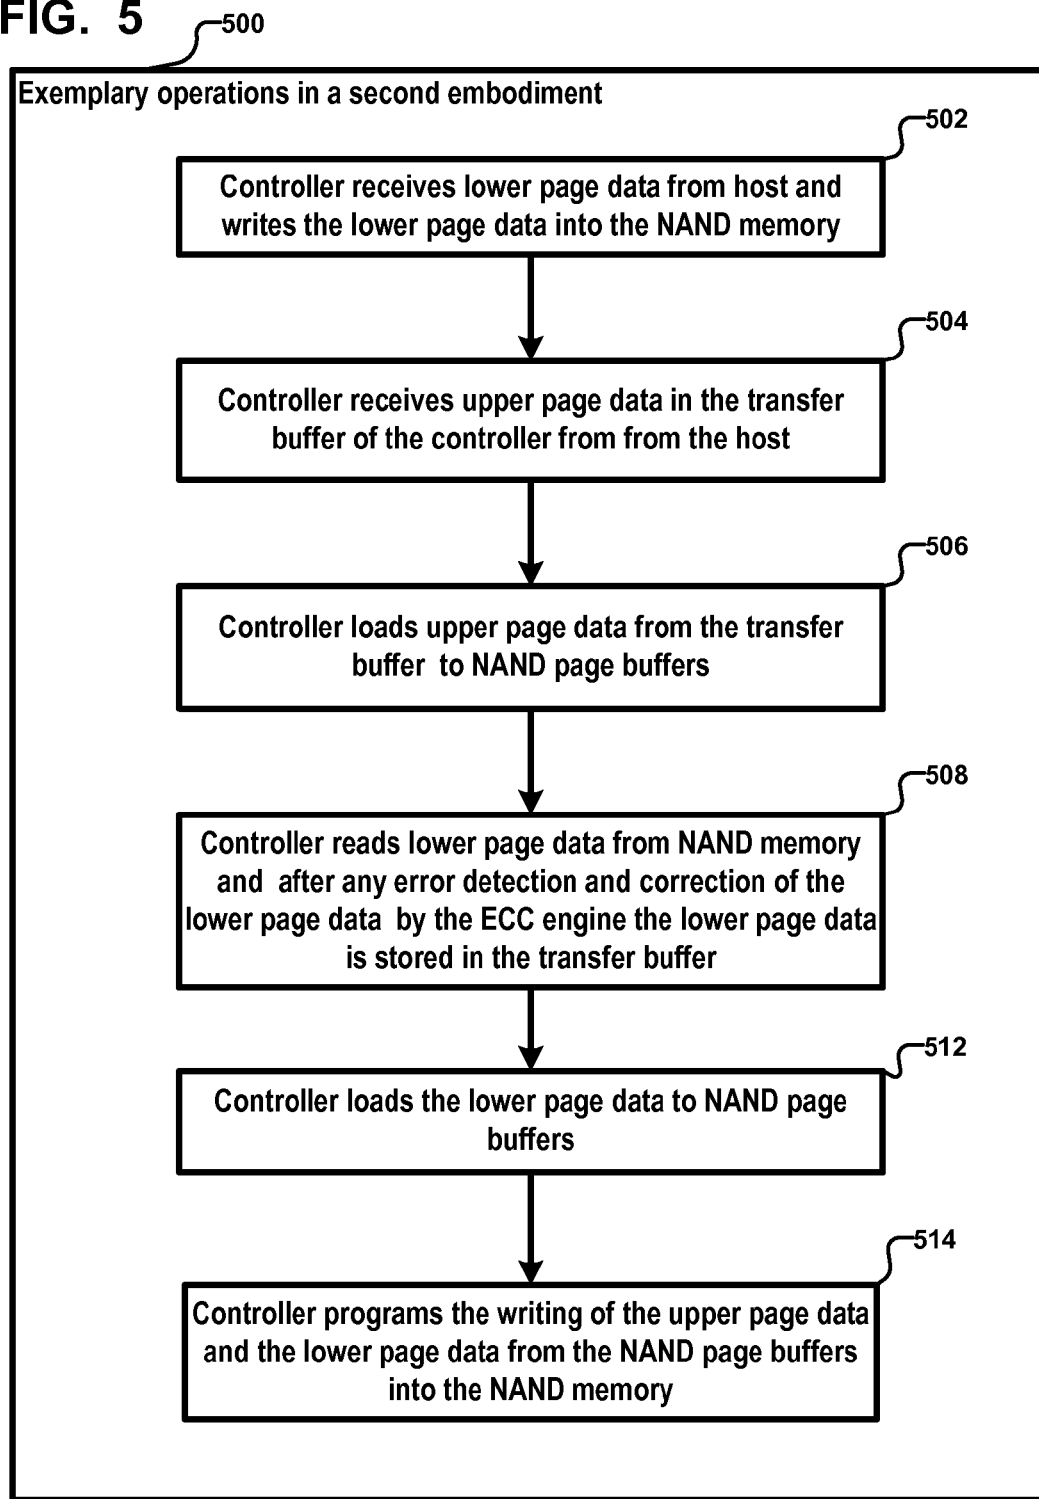 FIG. 5
500
Exemplary operations in a second embodiment
502
Controller receives lower page data from host and
writes the lower page data into the NAND memory
504
Controller receives upper page data in the transfer
buffer of the controller from from the host
506
Controller loads upper page data from the transfer
buffer to NAND page buffers
508
Controller reads lower page data from NAND memory
and after any error detection and correction of the
lower page data by the ECC engine the lower page data
is stored in the transfer buffer
512
Controller loads the lower page data to NAND page
buffers
514
Controller programs the writing of the upper page data
and the lower page data from the NAND page buffers
into the NAND memory